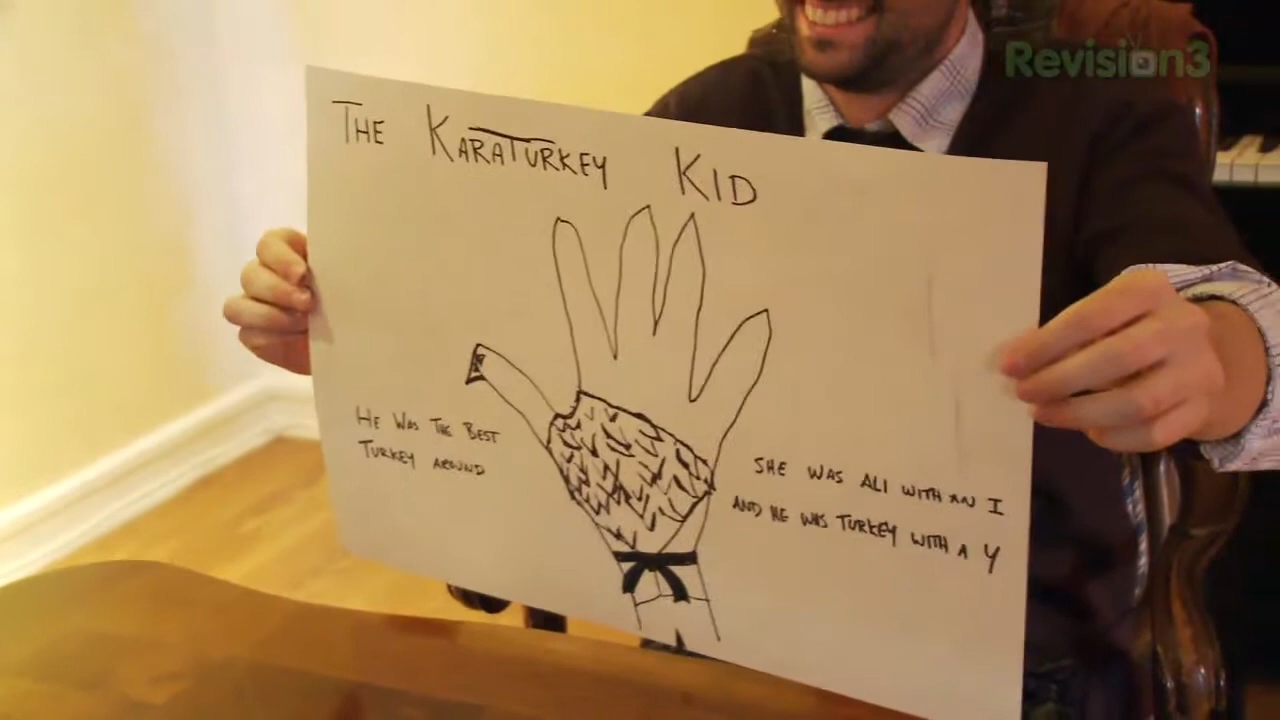 Revision3
THE KARATURKEY KID
HE WAS THE BEST
TURKEY AROUND
SHE WAS ALI WITH AN I
AND HE WAS TURKEY WITH A Y